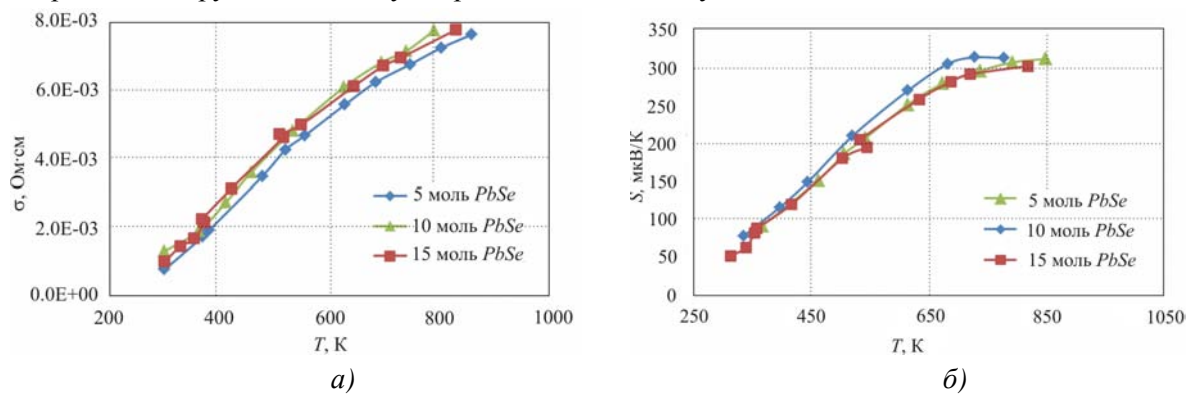 8.0E-03
6.0E-03
4.0E-03
2.0E-03
0.0E+00
σ, Ом·см
200 400 600 800 1000
T, К
5 моль PbSe
10 моль PbSe
15 моль PbSe
а)
350
300
250
200
150
100
50
0
S, мкВ/К
250 450 650 850 1050
T, К
5 моль PbSe
10 моль PbSe
15 моль PbSe
б)